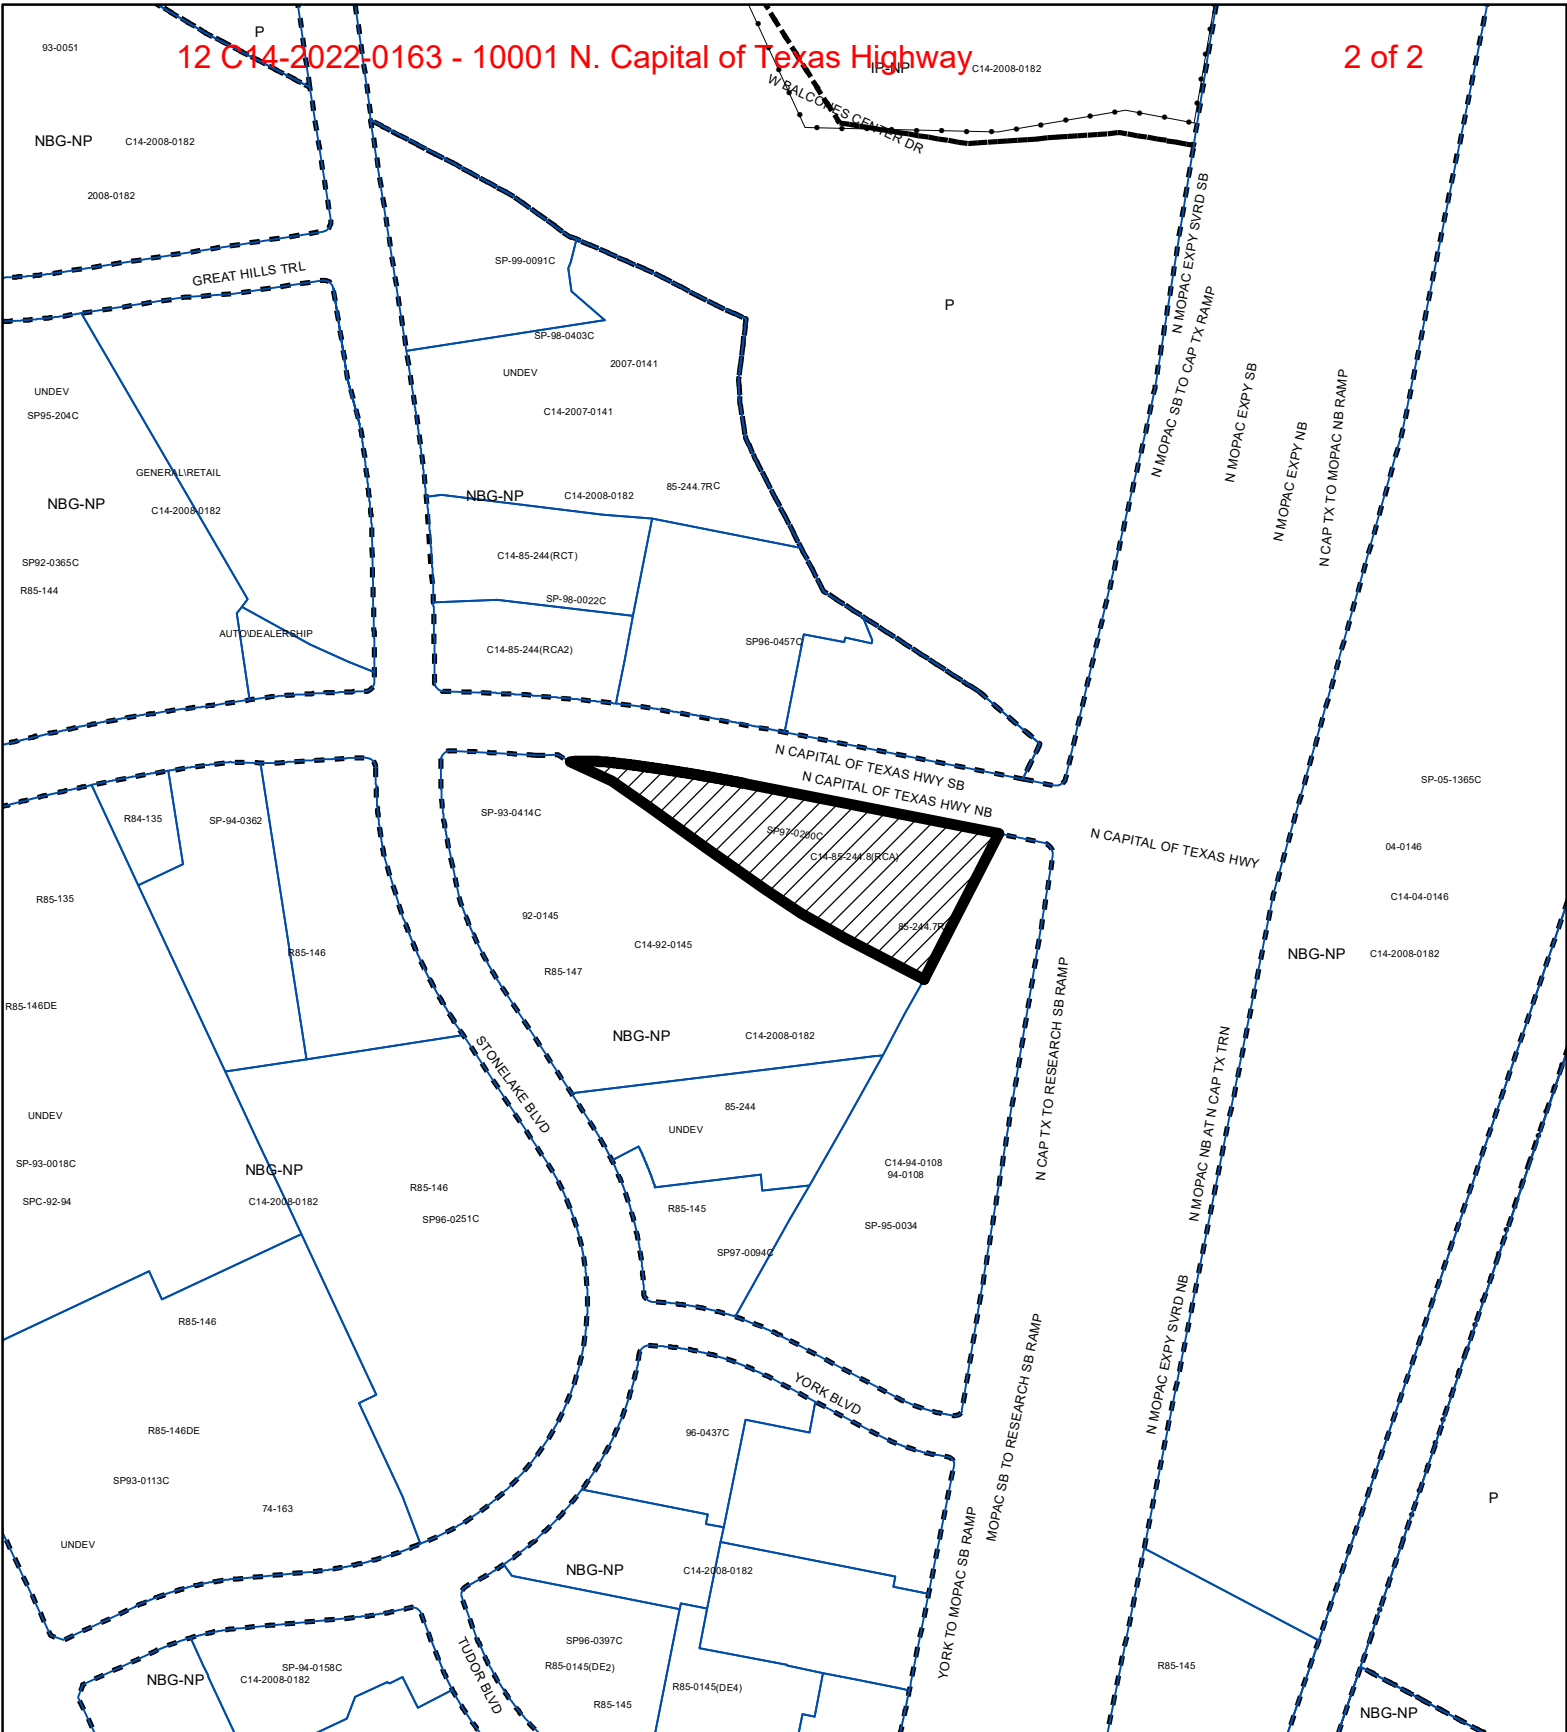 12 C14-2022-0163 - 10001 N. Capital of Texas Highway
2 of 2
P
93-0051
IP-NP
C14-2008-0182
W BALCONES CENTER DR
NBG-NP
C14-2008-0182
2008-0182
GREAT HILLS TRL
SP-99-0091C
P
N MOPAC EXPY SVRD SB
N MOPAC SB TO CAP TX RAMP
SP-98-0403C
2007-0141
UNDEV
C14-2007-0141
N MOPAC EXPY SB
N MOPAC EXPY NB
N CAP TX TO MOPAC NB RAMP
UNDEV
SP95-204C
GENERAL\RETAIL
NBG-NP
C14-2008-0182
NBG-NP
C14-2008-0182
85-244.7RC
SP92-0365C
R85-144
C14-85-244(RCT)
SP-98-0022C
AUTO\DEALERSHIP
C14-85-244(RCA2)
SP96-0457C
N CAPITAL OF TEXAS HWY SB
N CAPITAL OF TEXAS HWY NB
N CAPITAL OF TEXAS HWY
SP-05-1365C
R84-135
SP-94-0362
SP-93-0414C
SP97-0200C
C14-85-244.8(RCA)
04-0146
C14-04-0146
R85-135
92-0145
85-244.7R
C14-92-0145
R85-146
R85-147
NBG-NP
C14-2008-0182
R85-146DE
NBG-NP
C14-2008-0182
N CAP TX TO RESEARCH SB RAMP
N MOPAC NB AT N CAP TX TRN
STONELAKE BLVD
85-244
UNDEV
UNDEV
SP-93-0018C
SPC-92-94
NBG-NP
C14-2008-0182
R85-146
SP96-0251C
C14-94-0108
94-0108
R85-145
SP-95-0034
SP97-0094C
R85-146
N MOPAC EXPY SVRD NB
MOPAC SB TO RESEARCH SB RAMP
YORK BLVD
R85-146DE
96-0437C
SP93-0113C
74-163
P
UNDEV
YORK TO MOPAC SB RAMP
NBG-NP
C14-2008-0182
SP96-0397C
R85-0145(DE2)
TUDOR BLVD
SP-94-0158C
NBG-NP
C14-2008-0182
R85-0145(DE4)
R85-145
R85-145
NBG-NP